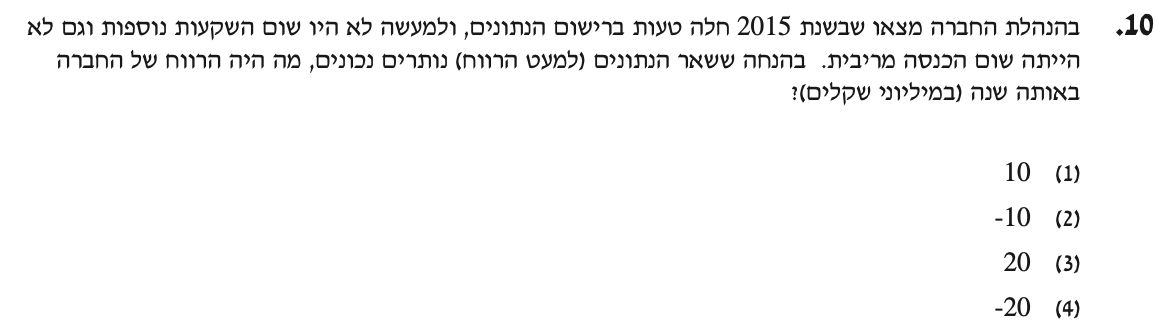 10. בהנהלת החברה מצאו שבשנת 2015 חלה טעות ברישום הנתונים, ולמעשה לא היו שום השקעות נוספות וגם לא
הייתה שום הכנסה מריבית. בהנחה ששאר הנתונים (למעט הרווח) נותרים נכונים, מה היה הרווח של החברה
באותה שנה (במיליוני שקלים)?
(1) 10
(2) -10
(3) 20
(4) -20